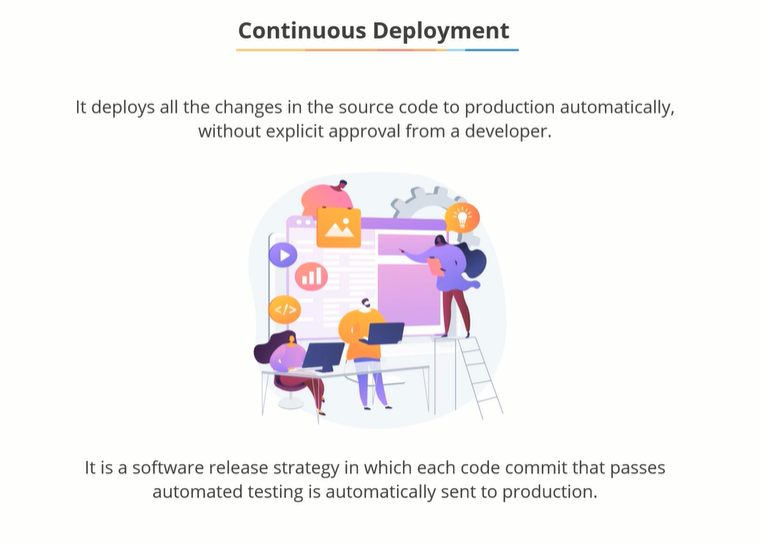 Continuous Deployment
It deploys all the changes in the source code to production automatically,
without explicit approval from a developer.
</>
It is a software release strategy in which each code commit that passes
automated testing is automatically sent to production.